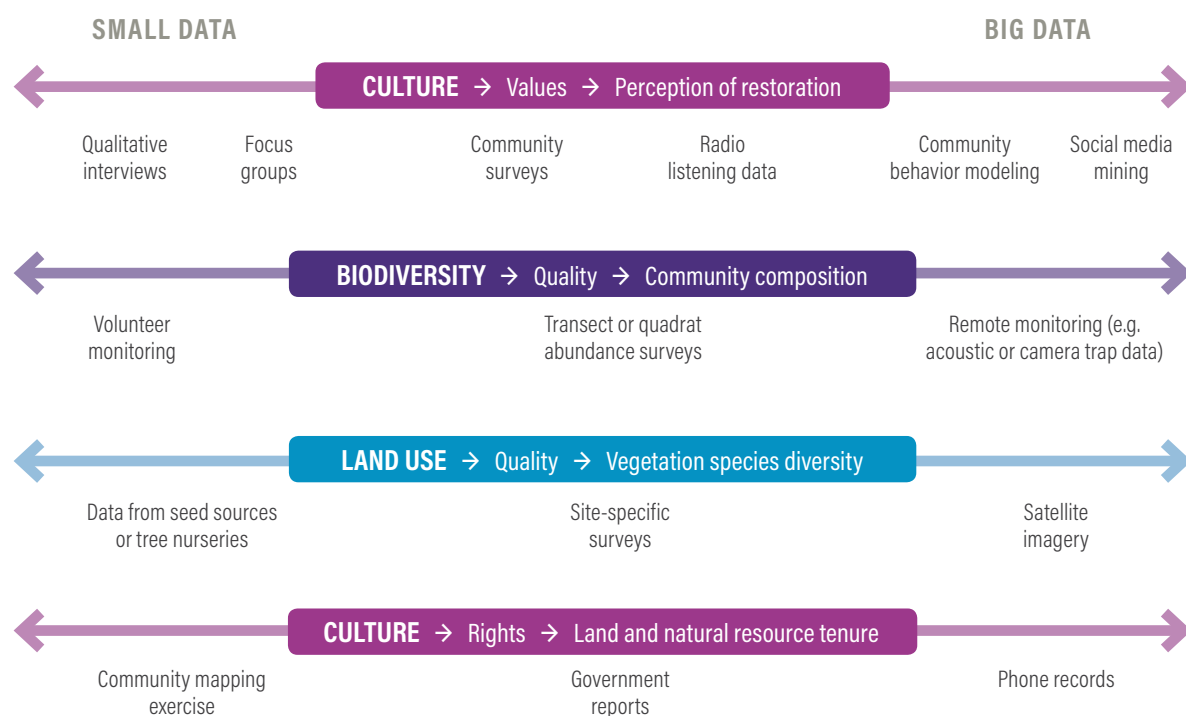 SMALL DATA
BIG DATA
CULTURE → Values → Perception of restoration
Qualitative
interviews
Focus
groups
Community
surveys
Radio
listening data
Community
behavior modeling
Social media
mining
BIODIVERSITY → Quality → Community composition
Volunteer
monitoring
Transect or quadrat
abundance surveys
Remote monitoring (e.g.
acoustic or camera trap data)
LAND USE → Quality → Vegetation species diversity
Data from seed sources
or tree nurseries
Site-specific
surveys
Satellite
imagery
CULTURE → Rights → Land and natural resource tenure
Community mapping
exercise
Government
reports
Phone records